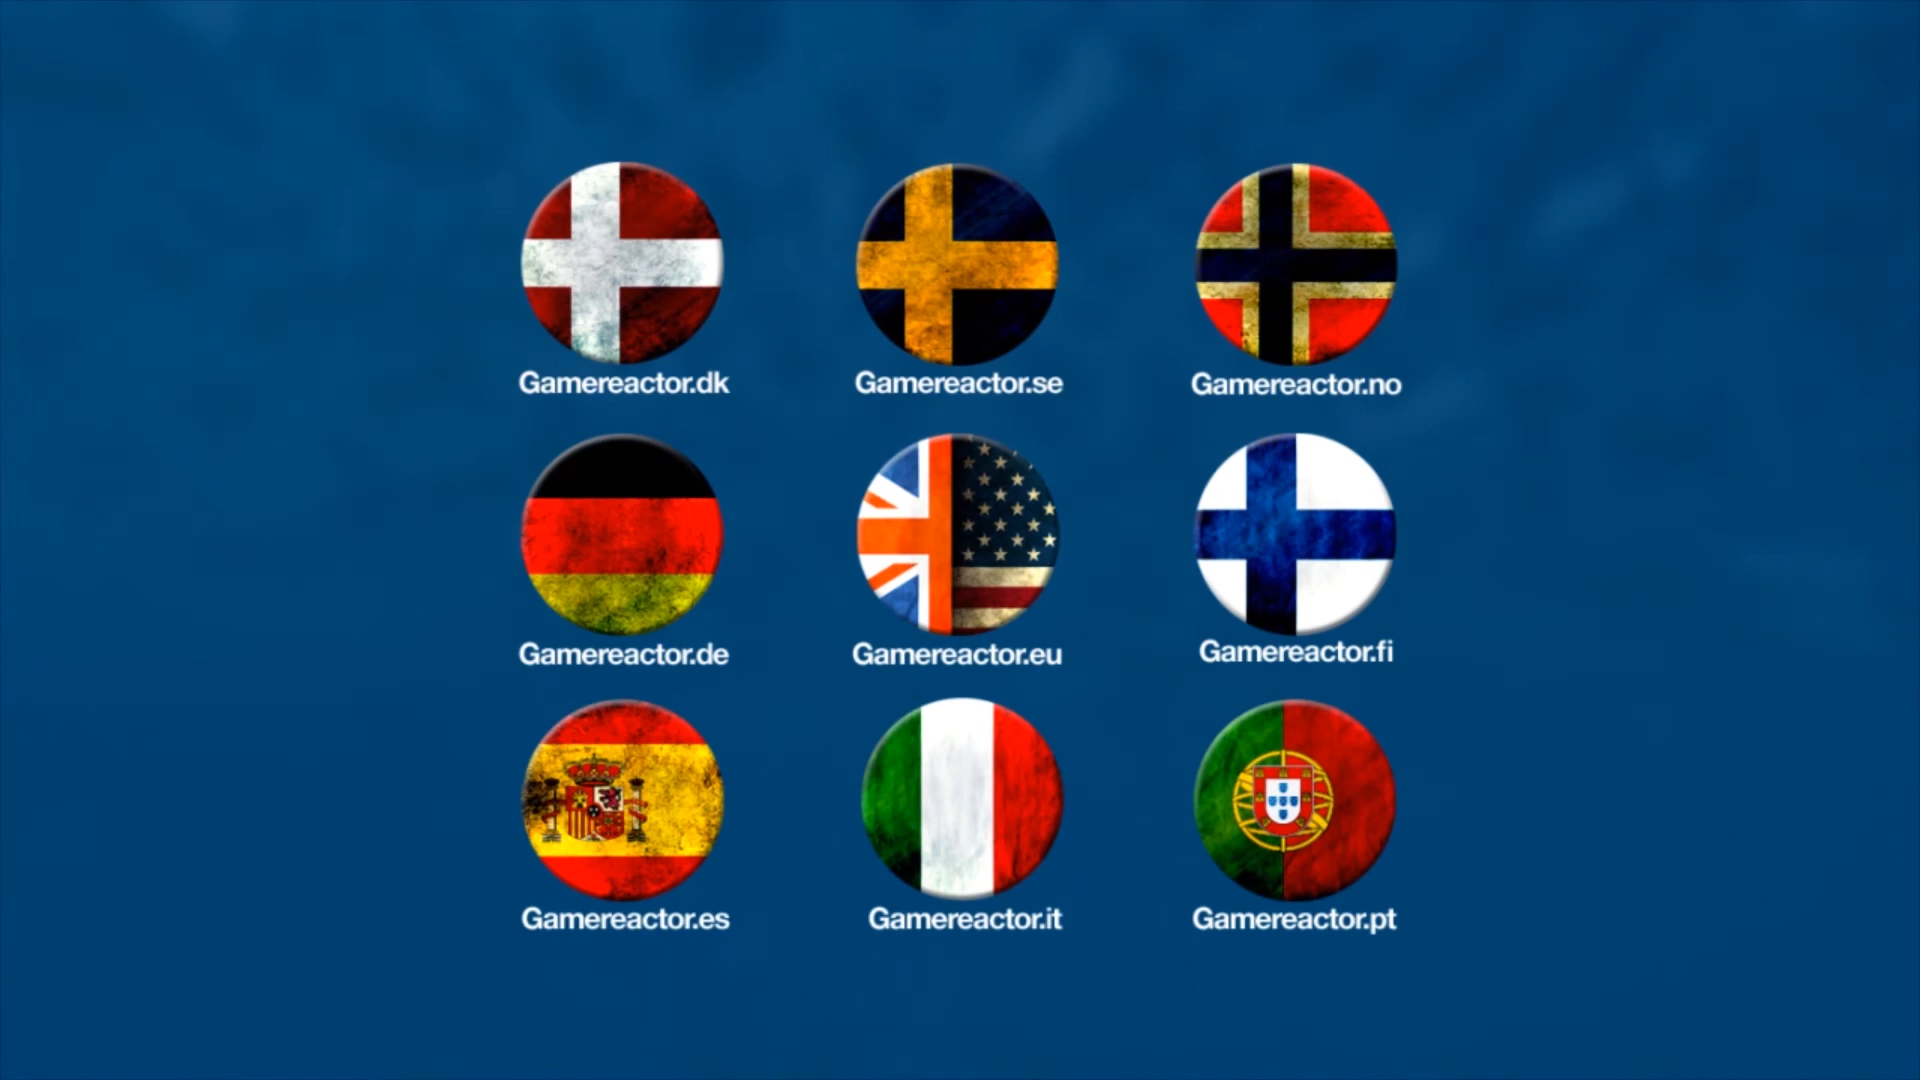 Gamereactor.dk
Gamereactor.se
Gamereactor.no
Gamereactor.de
Gamereactor.eu
Gamereactor.fi
Gamereactor.es
Gamereactor.it
Gamereactor.pt